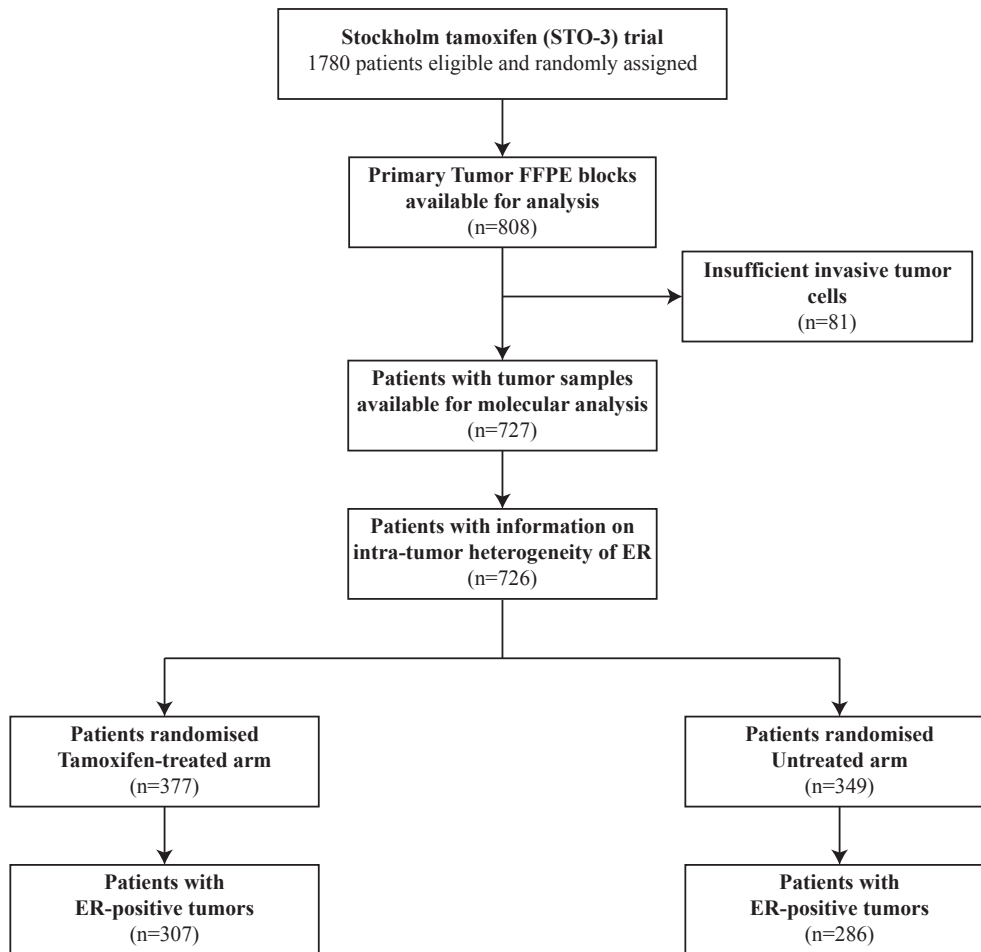 Stockholm tamoxifen (STO-3) trial
1780 patients eligible and randomly assigned
Primary Tumor FFPE blocks
available for analysis
(n=808)
Insufficient invasive tumor
cells
(n=81)
Patients with tumor samples
available for molecular analysis
(n=727)
Patients with information on
intra-tumor heterogeneity of ER
(n=726)
Patients randomised
Tamoxifen-treated arm
(n=377)
Patients randomised
Untreated arm
(n=349)
Patients with
ER-positive tumors
(n=307)
Patients with
ER-positive tumors
(n=286)